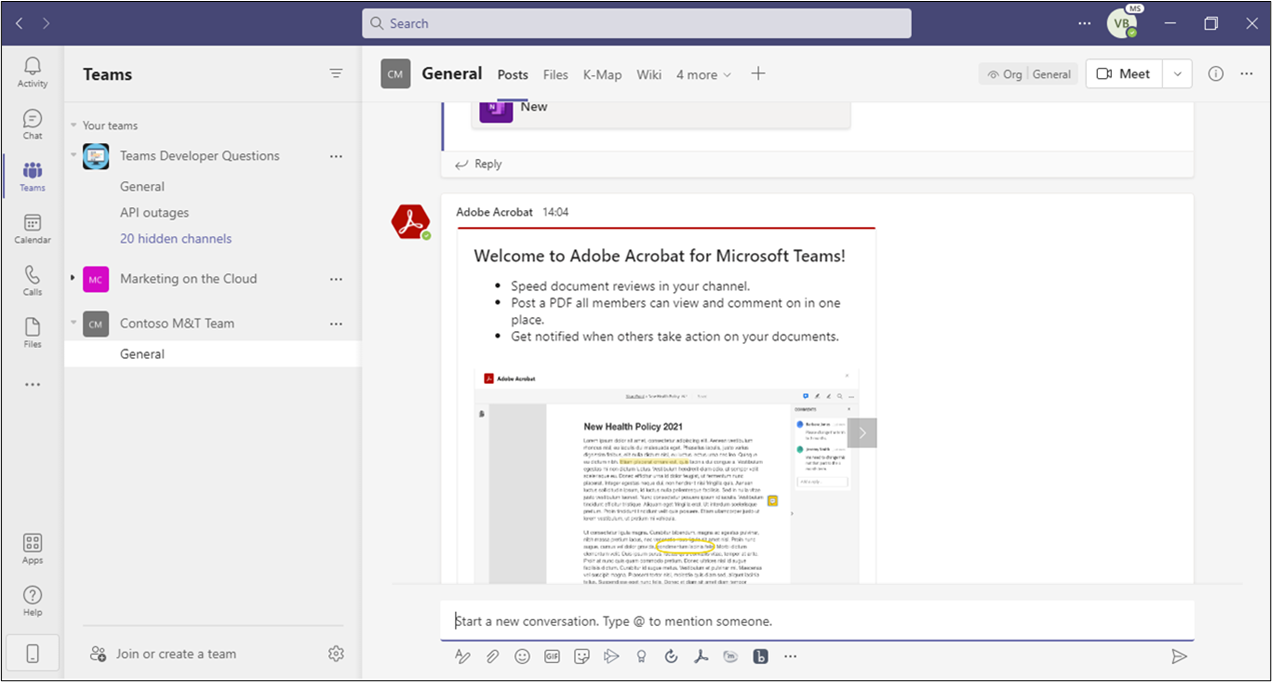 Search
MS
VB
Activity
Chat
Teams
Calendar
Calls
Files
Apps
Help
Teams
Your teams
Teams Developer Questions
General
API outages
20 hidden channels
MC Marketing on the Cloud
CM Contoso M&T Team
General
Join or create a team
CM General Posts Files K-Map Wiki 4 more
Org General Meet
New
Reply
Adobe Acrobat 14:04
Welcome to Adobe Acrobat for Microsoft Teams!
• Speed document reviews in your channel.
• Post a PDF all members can view and comment on in one
place.
• Get notified when others take action on your documents.
Adobe Acrobat
COMMENTS
New Health Policy 2021
Start a new conversation. Type @ to mention someone.
GIF
b